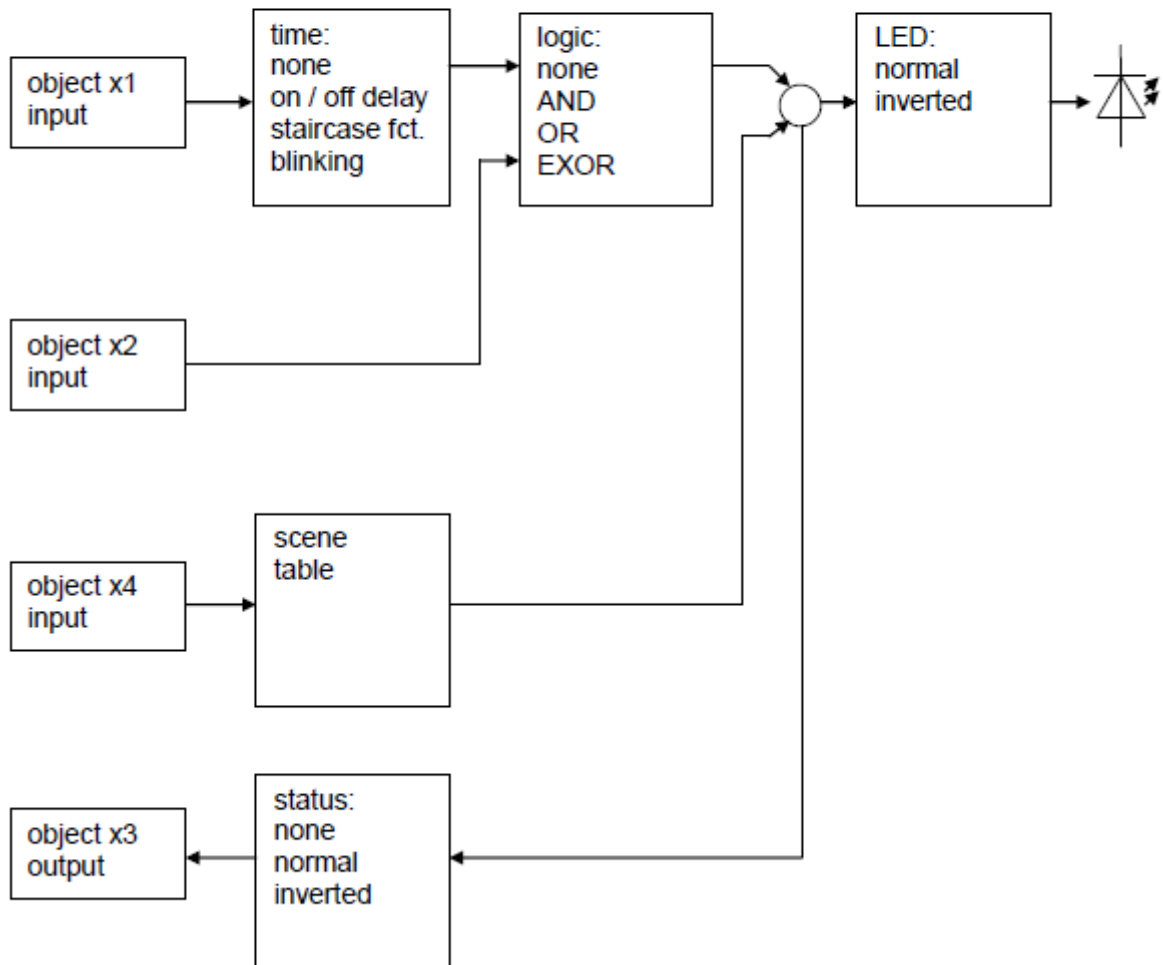 object x1
input
time:
none
on / off delay
staircase fct.
blinking
logic:
none
AND
OR
EXOR
LED:
normal
inverted
object x2
input
object x4
input
scene
table
object x3
output
status:
none
normal
inverted